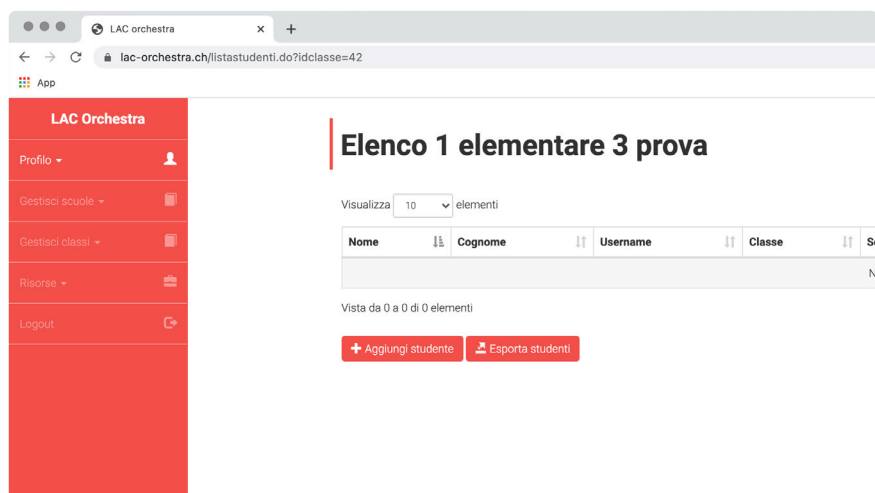 LAC orchestra
lac-orchestra.ch/listastudenti.do?idclasse=42
App
LAC Orchestra
Profilo
Gestisci scuole
Gestisci classi
Risorse
Logout
Elenco 1 elementare 3 prova
Visualizza 10 elementi
Nome Cognome Username Classe
Vista da 0 a 0 di 0 elementi
Aggiungi studente Esporta studenti